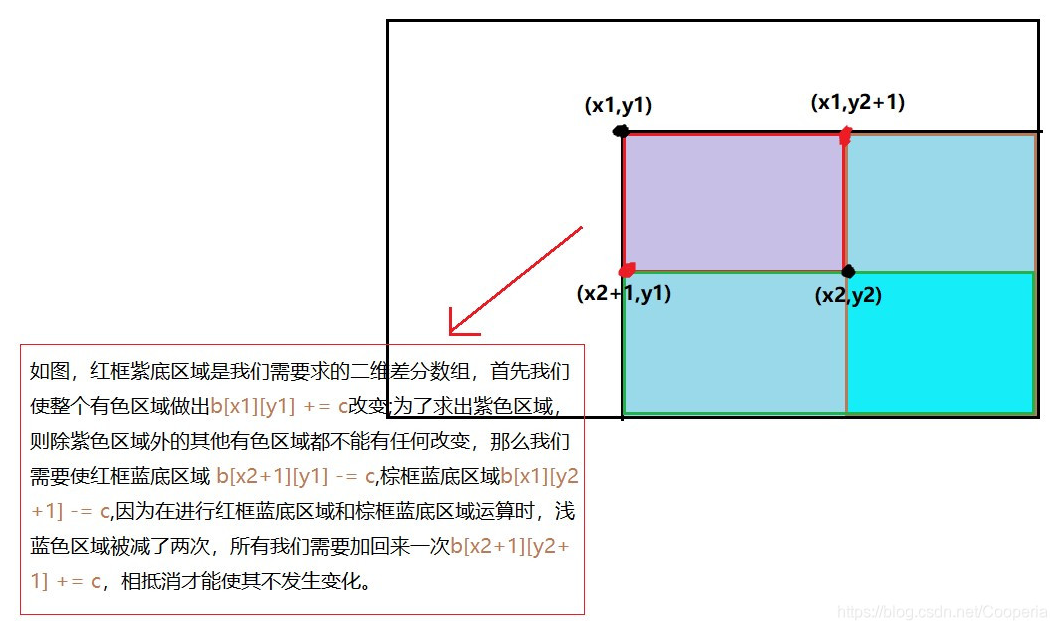 (x1,y1)
(x1,y2+1)
(x2+1,y1)
(x2,y2)
如图，红框紫底区域是我们需要求的二维差分数组，首先我们
使整个有色区域做出b[x1][y1] += c改变;为了求出紫色区域，
则除紫色区域外的其他有色区域都不能有任何改变，那么我们
需要使红框蓝底区域 b[x2+1][y1] -= c,棕框蓝底区域b[x1][y2
+1] -= c,因为在进行红框蓝底区域和棕框蓝底区域运算时，浅
蓝色区域被减了两次，所有我们需要加回来一次b[x2+1][y2+
1] += c，相抵消才能使其不发生变化。
https://blog.csdn.net/Cooperia